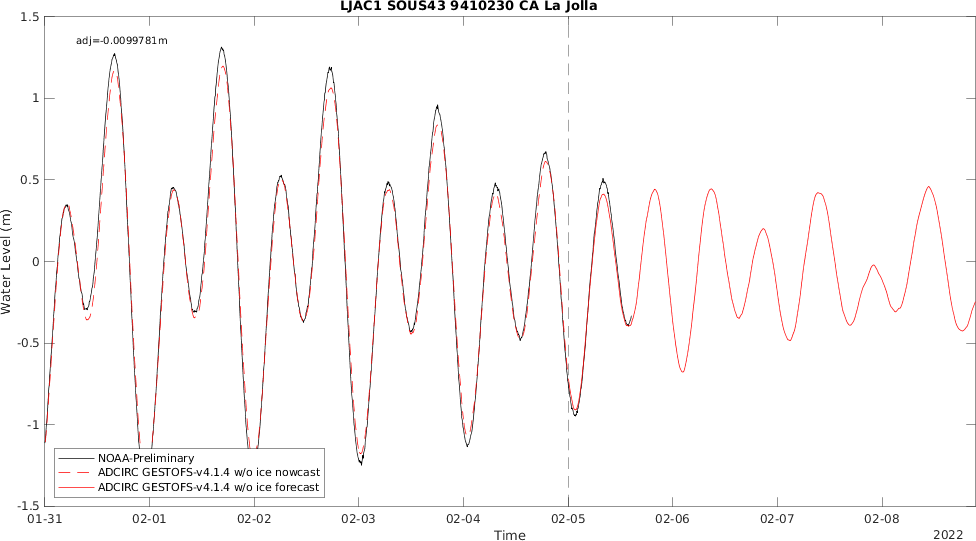 LJAC1 SOUS43 9410230 CA La Jolla
adj=-0.0099781m
1.5
1
0.5
0
-0.5
-1
-1.5
Water Level (m)
NOAA-Preliminary
ADCIRC GESTOFS-v4.1.4 w/o ice nowcast
ADCIRC GESTOFS-v4.1.4 w/o ice forecast
01-31 02-01 02-02 02-03 02-04 02-05 02-06 02-07 02-08
Time
2022